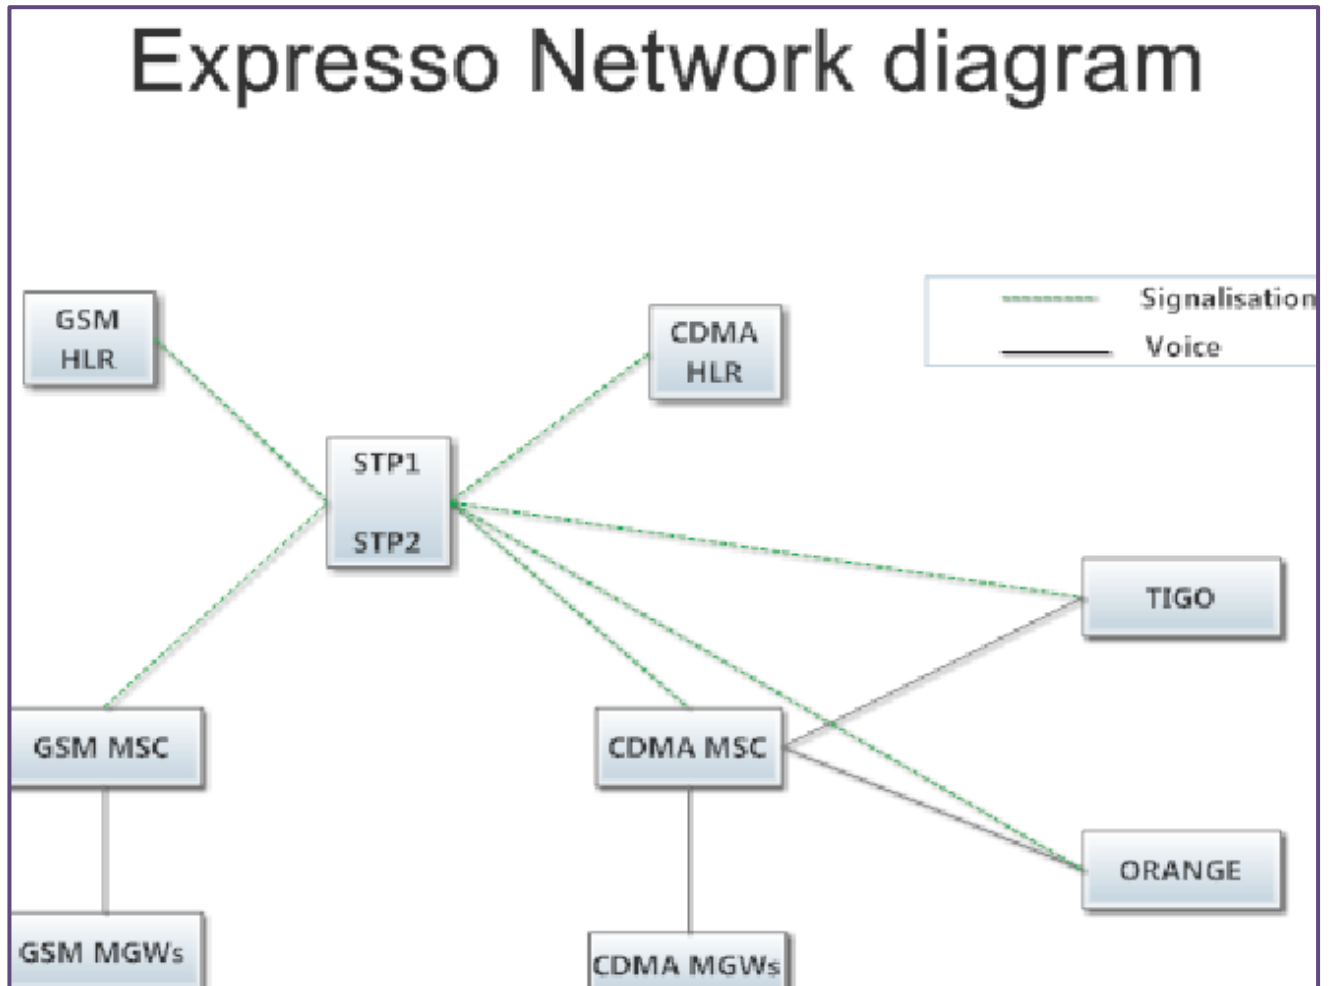 Expresso Network diagram
Signalisation
Voice
GSM
HLR
CDMA
HLR
STP1
STP2
TIGO
GSM MSC
CDMA MSC
ORANGE
GSM MGWs
CDMA MGWs